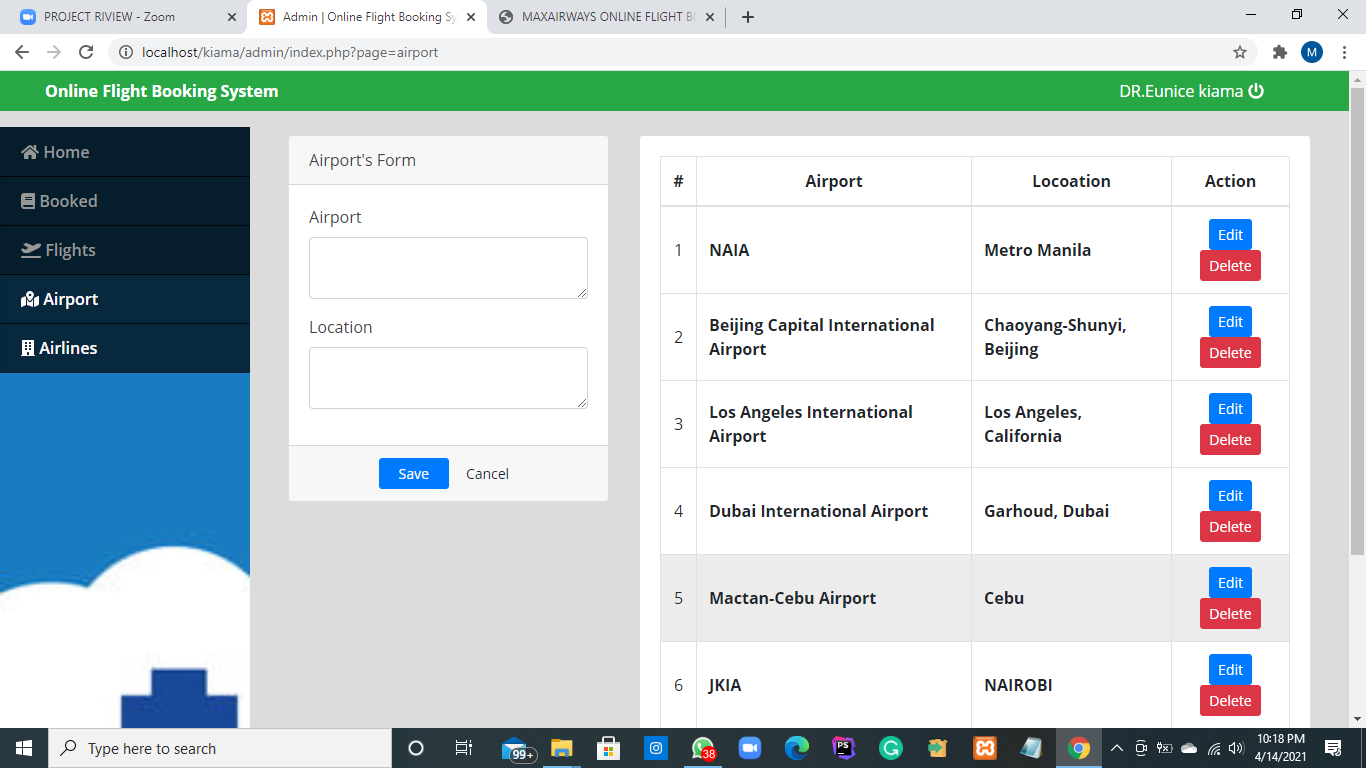 PROJECT RIVIEW - Zoom
Admin | Online Flight Booking Sy
MAXAIRWAYS ONLINE FLIGHT BO
localhost/kiama/admin/index.php?page=airport
M
Online Flight Booking System
DR.Eunice kiama
Home
Booked
Flights
Airport
Airlines
Airport's Form
Airport
Location
Save
Cancel
# Airport Locoation Action
1 NAIA Metro Manila Edit
Delete
2 Beijing Capital International Chaoyang-Shunyi, Edit
Airport Beijing Delete
3 Los Angeles International Los Angeles, Edit
Airport California Delete
4 Dubai International Airport Garhoud, Dubai Edit
Delete
5 Mactan-Cebu Airport Cebu Edit
Delete
6 JKIA NAIROBI Edit
Delete
Type here to search
99+
38
PS
10:18 PM
4/14/2021